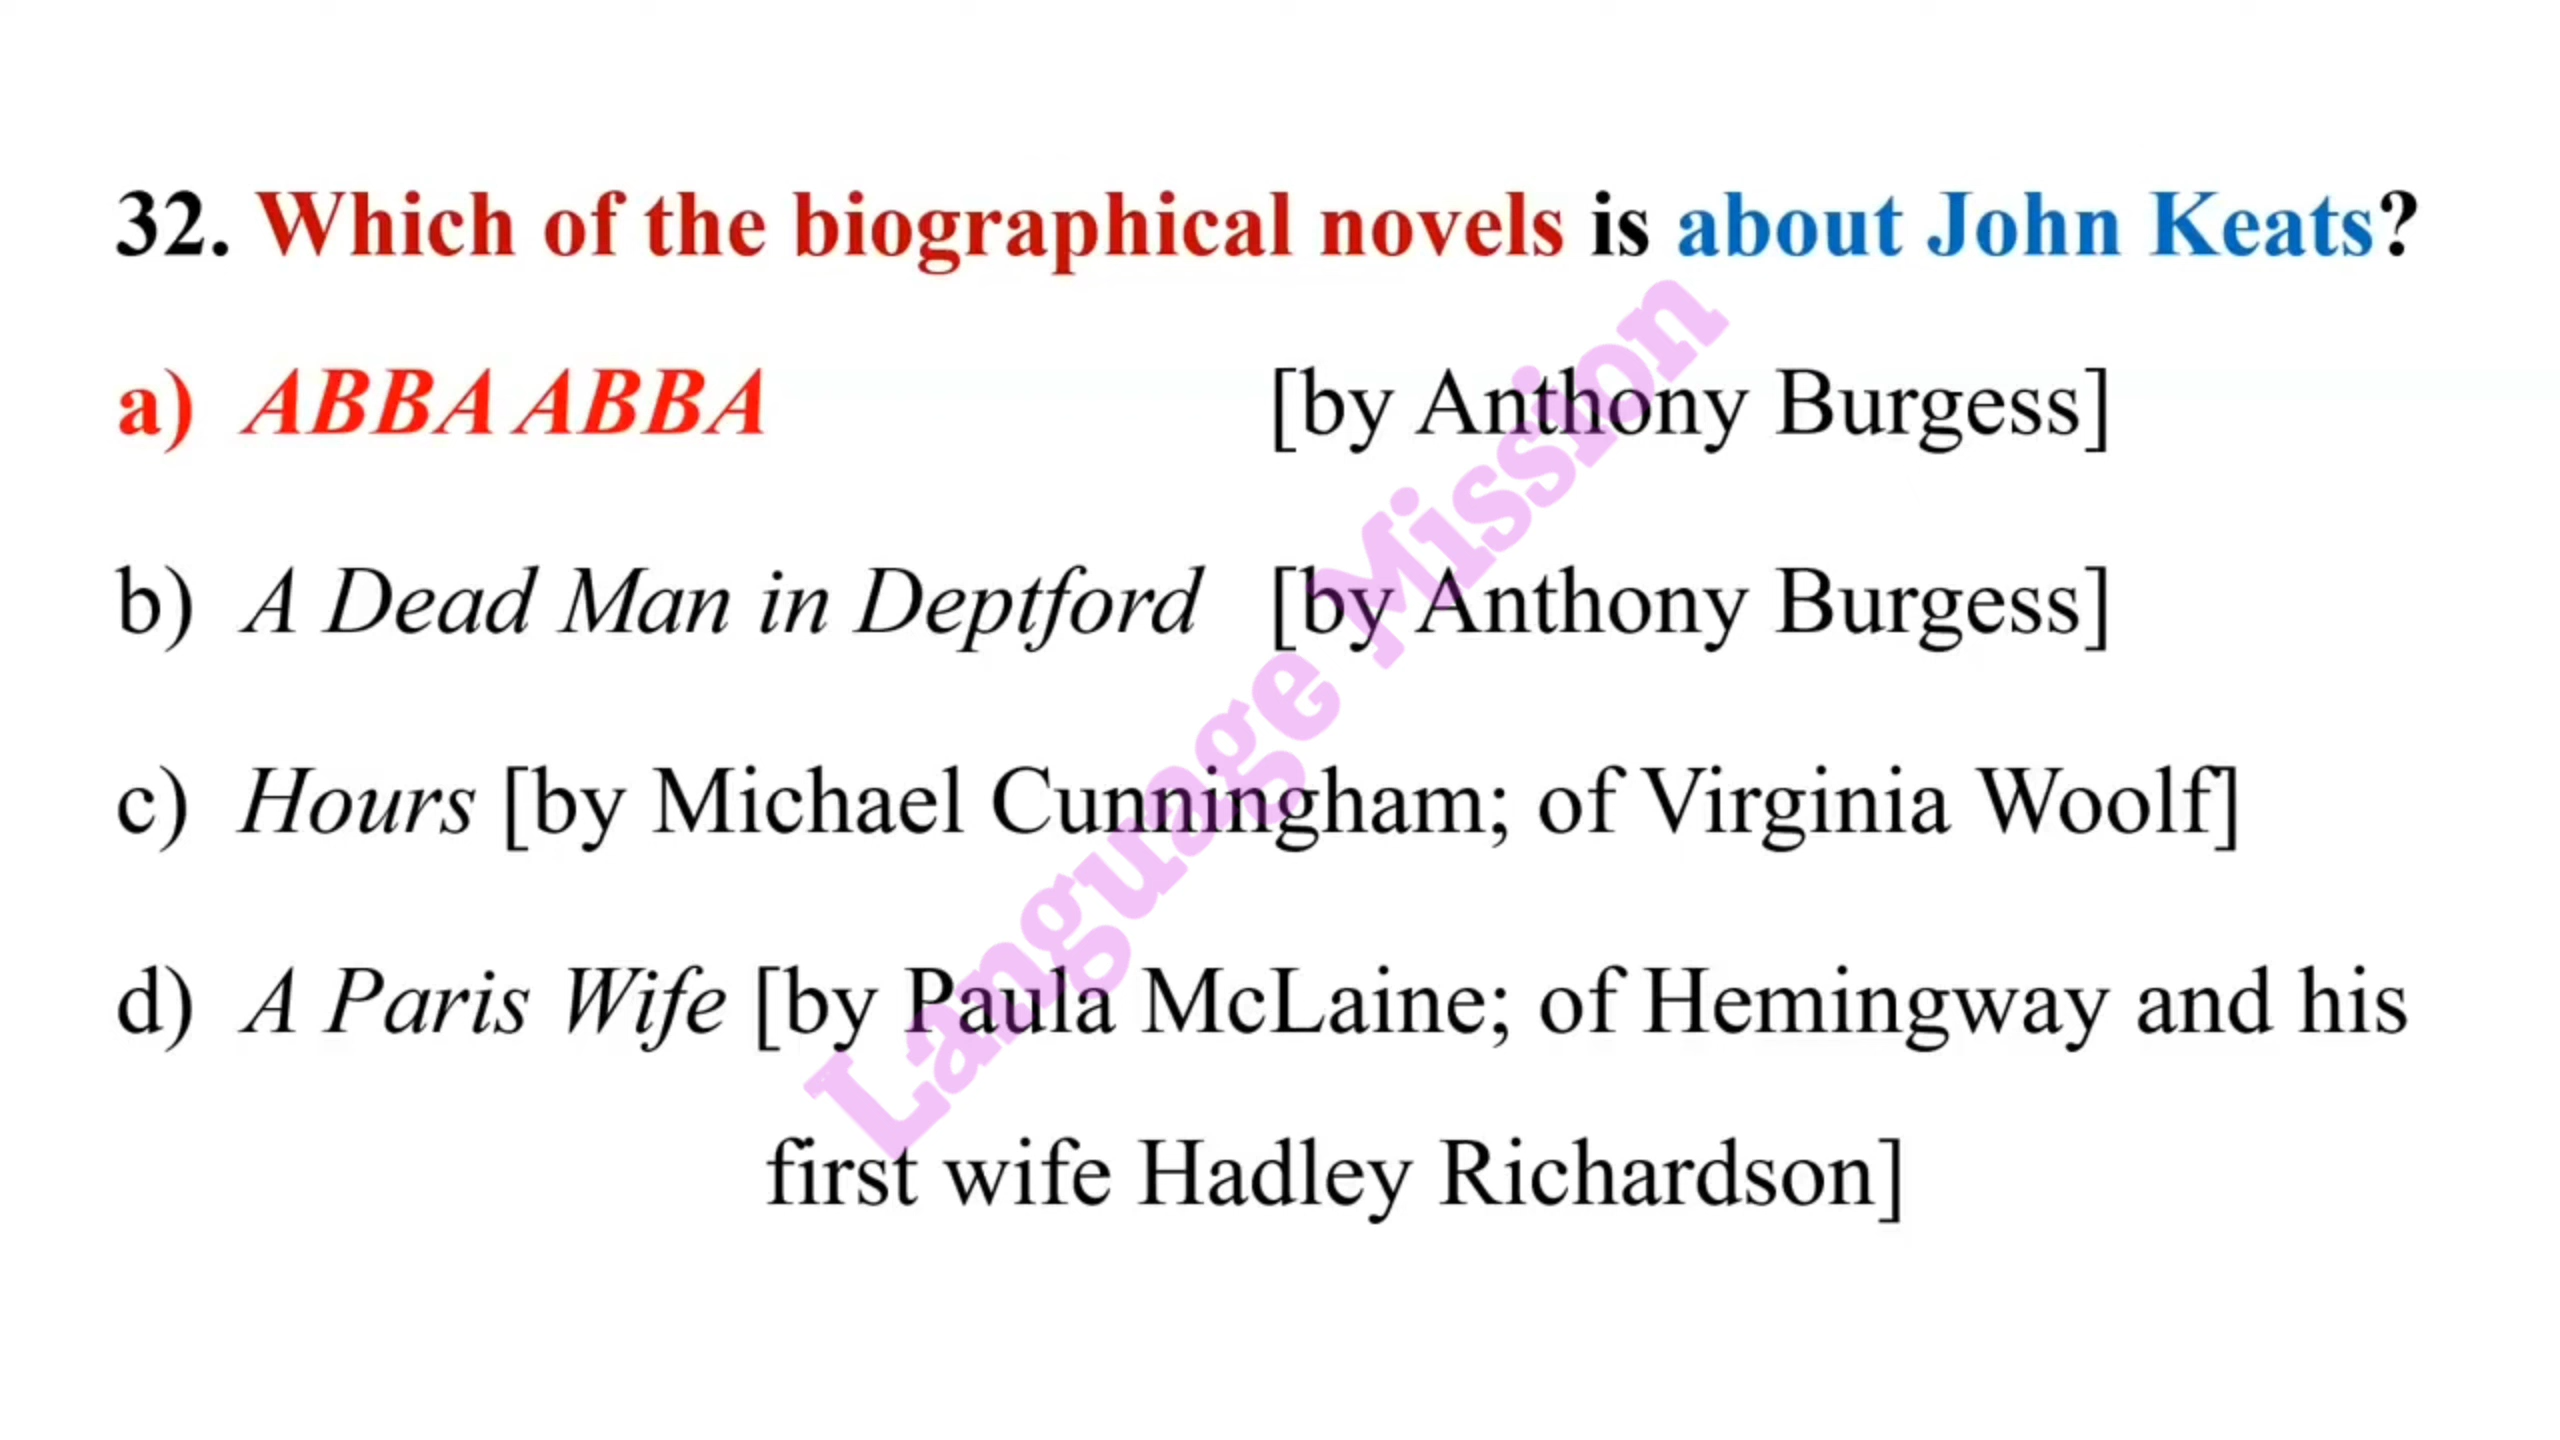 32. Which of the biographical novels is about John Keats?
a) ABBA ABBA [by Anthony Burgess]
b) A Dead Man in Deptford [by Anthony Burgess]
c) Hours [by Michael Cunningham; of Virginia Woolf]
d) A Paris Wife [by Paula McLaine; of Hemingway and his
first wife Hadley Richardson]
Language Mission